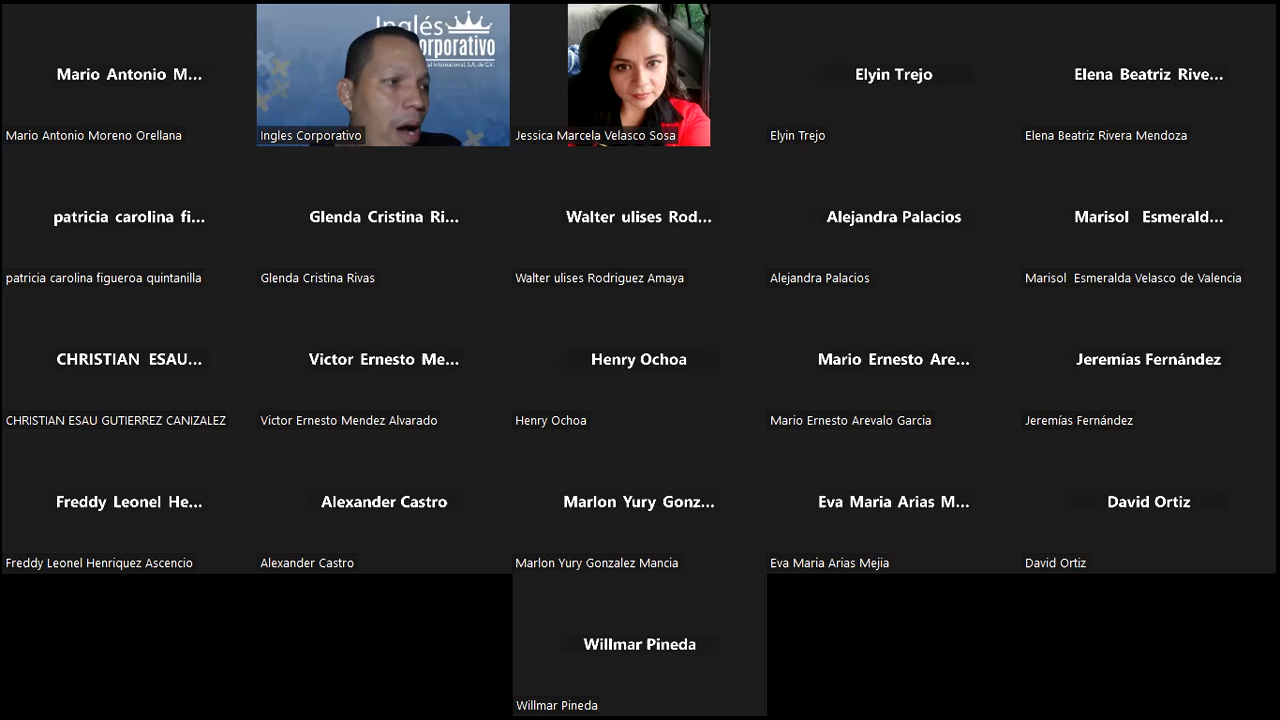 Mario Antonio M...
Mario Antonio Moreno Orellana
Inglés
orporativo
Ingles Corporativo
Jessica Marcela Velasco Sosa
Elyin Trejo
Elyin Trejo
Elena Beatriz Rive...
Elena Beatriz Rivera Mendoza
patricia carolina fi...
patricia carolina figueroa quintanilla
Glenda Cristina Ri...
Glenda Cristina Rivas
Walter ulises Rod...
Walter ulises Rodriguez Amaya
Alejandra Palacios
Alejandra Palacios
Marisol Esmerald...
Marisol Esmeralda Velasco de Valencia
CHRISTIAN ESAU...
CHRISTIAN ESAU GUTIERREZ CANIZALEZ
Victor Ernesto Me...
Victor Ernesto Mendez Alvarado
Henry Ochoa
Henry Ochoa
Mario Ernesto Are...
Mario Ernesto Arevalo Garcia
Jeremías Fernández
Jeremías Fernández
Freddy Leonel He...
Freddy Leonel Henriquez Ascencio
Alexander Castro
Alexander Castro
Marlon Yury Gonz...
Marlon Yury Gonzalez Mancia
Eva Maria Arias M...
Eva Maria Arias Mejia
David Ortiz
David Ortiz
Willmar Pineda
Willmar Pineda